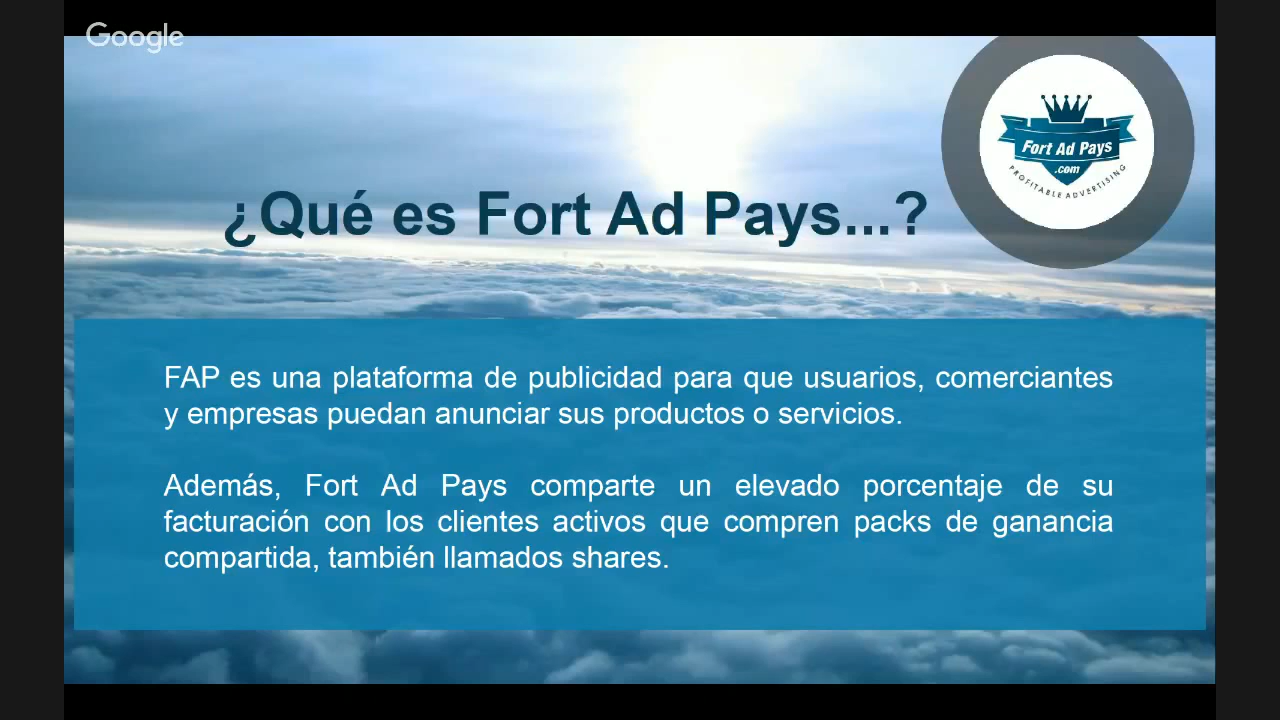 Google
Fort Ad Pays
.com
PROFITABLE ADVERTISING
¿Qué es Fort Ad Pays...?
FAP es una plataforma de publicidad para que usuarios, comerciantes
y empresas puedan anunciar sus productos o servicios.
Además, Fort Ad Pays comparte un elevado porcentaje de su
facturación con los clientes activos que compren packs de ganancia
compartida, también llamados shares.